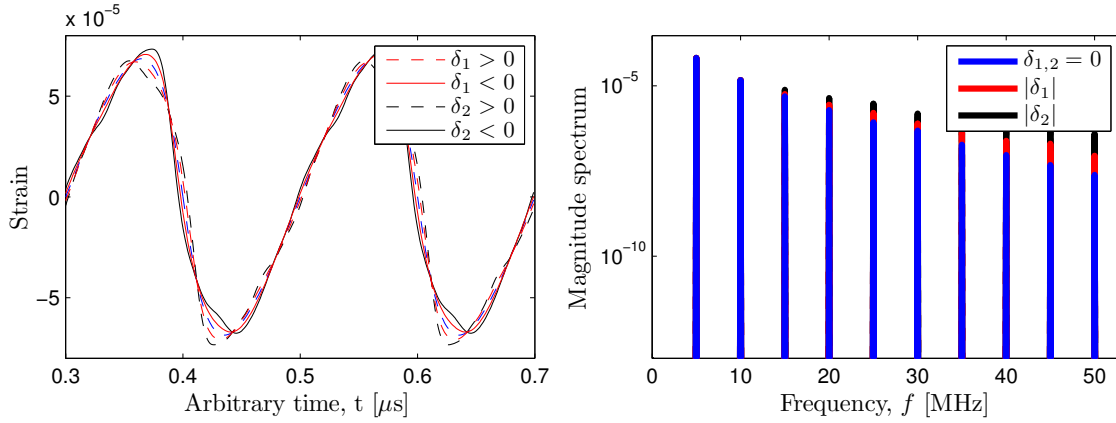 x 10⁻⁵
5
0
−5
0.3 0.4 0.5 0.6 0.7
Strain
Arbitrary time, t [μs]
δ₁ > 0
δ₁ < 0
δ₂ > 0
δ₂ < 0
10⁻⁵
10⁻¹⁰
0 10 20 30 40 50
Magnitude spectrum
Frequency, f [MHz]
δ₁,₂ = 0
|δ₁|
|δ₂|